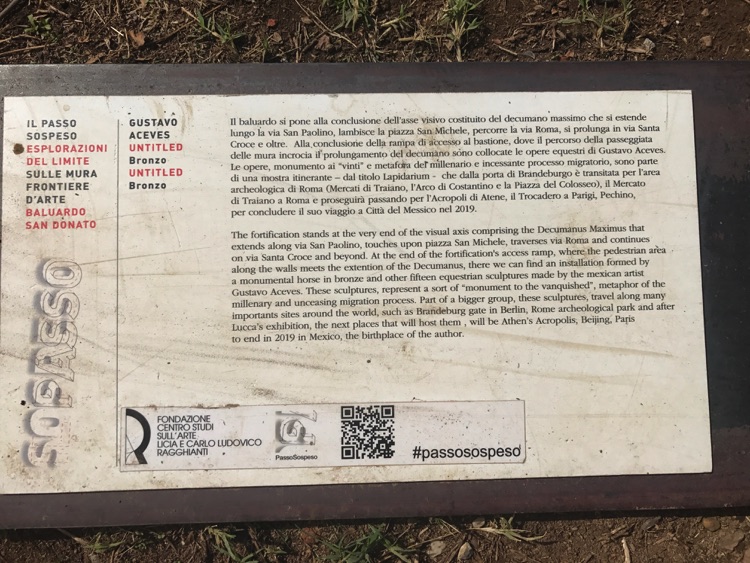 IL PASSO
SOSPESO
ESPLORAZIONI
DEL LIMITE
SULLE MURA
FRONTIERE
D'ARTE
BALUARDO
SAN DONATO
SOSPASSO
GUSTAVO
ACEVES
UNTITLED
Bronzo
UNTITLED
Bronzo
Il baluardo si pone alla conclusione dell'asse visivo costituito del decumano massimo che si estende
lungo la via San Paolino, lambisce la piazza San Michele, percorre la via Roma, si prolunga in via Santa
Croce e oltre. Alla conclusione della rampa di accesso al bastione, dove il percorso della passeggiata
delle mura incrocia il prolungamento del decumano sono collocate le opere equestri di Gustavo Aceves.
Le opere, monumento ai "vinti" e metafora del millenario e incessante processo migratorio, sono parte
di una mostra itinerante – dal titolo Lapidarium - che dalla porta di Brandeburgo è transitata per l'area
archeologica di Roma (Mercati di Traiano, l'Arco di Costantino e la Piazza del Colosseo), il Mercato
di Traiano a Roma e proseguirà passando per l'Acropoli di Atene, il Trocadero a Parigi, Pechino,
per concludere il suo viaggio a Città del Messico nel 2019.
The fortification stands at the very end of the visual axis comprising the Decumanus Maximus that
extends along via San Paolino, touches upon piazza San Michele, traverses via Roma and continues
on via Santa Croce and beyond. At the end of the fortification's access ramp, where the pedestrian area
along the walls meets the extention of the Decumanus, there we can find an installation formed by
a monumental horse in bronze and other fifteen equestrian sculptures made by the mexican artist
Gustavo Aceves. These sculptures, represent a sort of "monument to the vanquished", metaphor of the
millenary and unceasing migration process. Part of a bigger group, these sculptures, travel along many
importants sites around the world, such as Brandeburg gate in Berlin, Rome archeological park and after
Lucca's exhibition, the next places that will host them , will be Athen's Acropolis, Beijing, Paris
to end in 2019 in Mexico, the birthplace of the author.
FONDAZIONE
CENTRO STUDI
SULL'ARTE
LICIA E CARLO LUDOVICO
RAGGHIANTI
PassoSospeso
#passosospeso